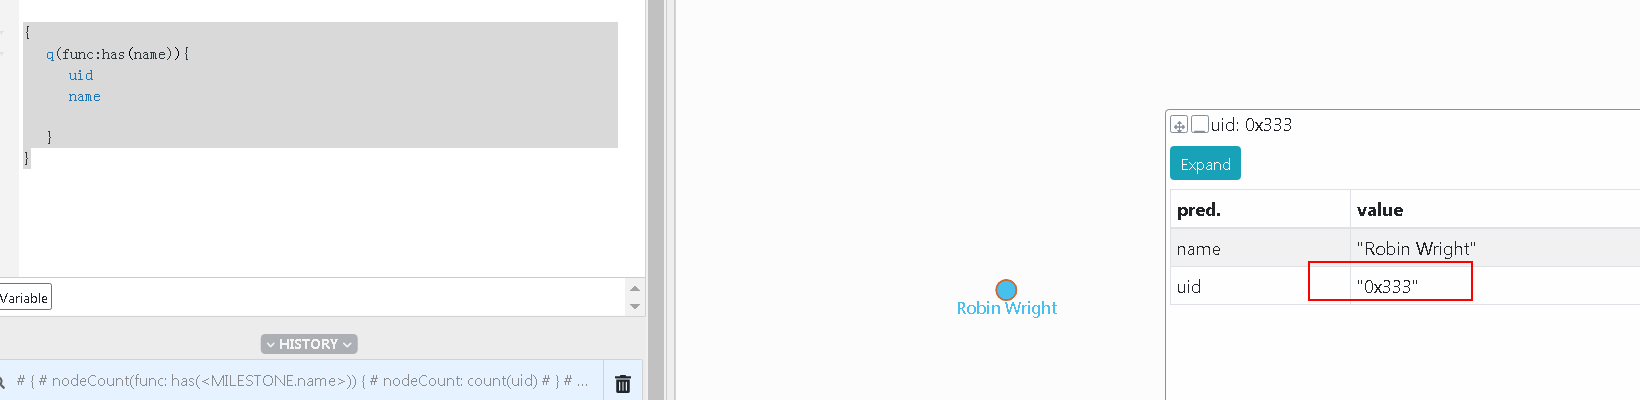 {
q(func:has(name)){
uid
name
}
}
Variable
HISTORY
# { # nodeCount(func: has(<MILESTONE.name>)) { # nodeCount: count(uid) # } # ...
Robin Wright
uid: 0x333
Expand
pred. value
name "Robin Wright"
uid "0x333"